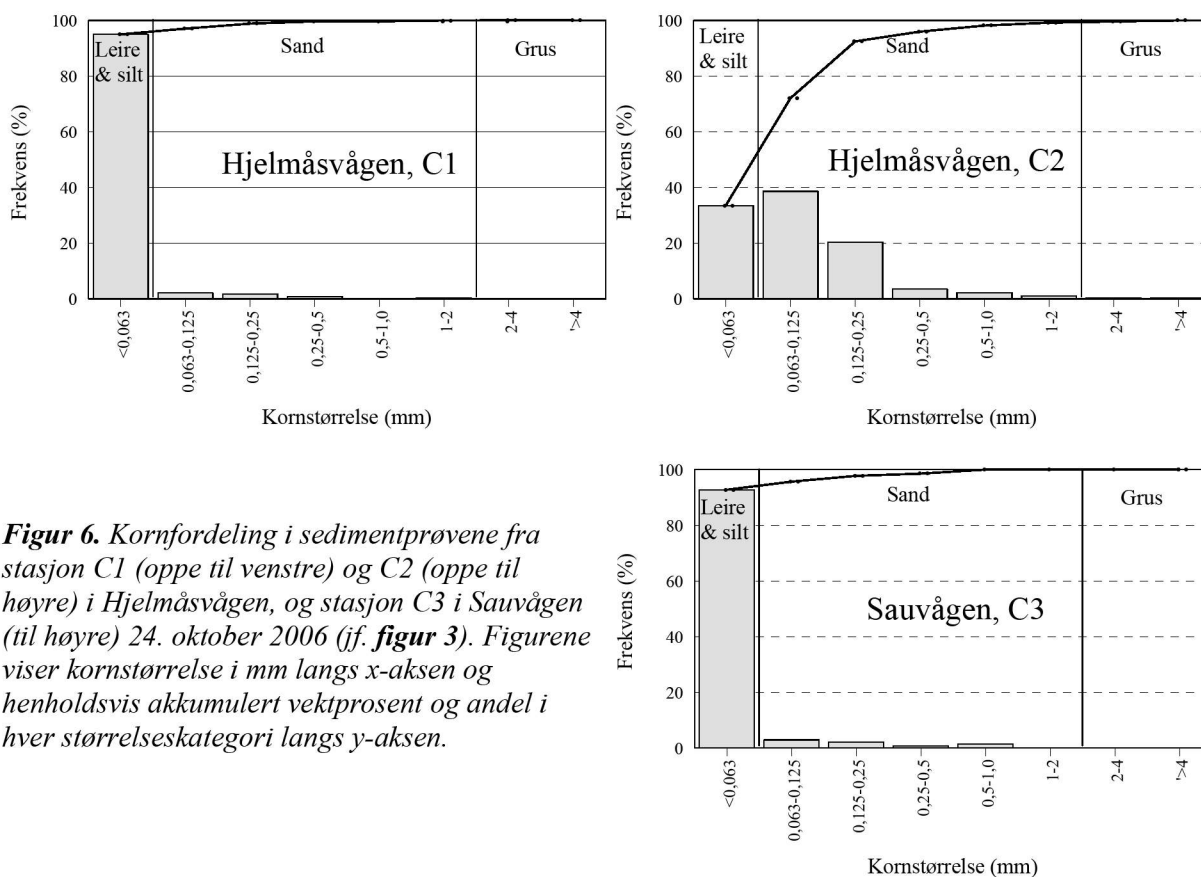 100
80
60
40
20
0
Frekvens (%)
Leire
& silt
Sand
Grus
Hjelmåsvågen, C1
<0,063
0,063-0,125
0,125-0,25
0,25-0,5
0,5-1,0
1-2
2-4
'>4
Kornstørrelse (mm)
100
80
60
40
20
0
Frekvens (%)
Leire
& silt
Sand
Grus
Hjelmåsvågen, C2
<0,063
0,063-0,125
0,125-0,25
0,25-0,5
0,5-1,0
1-2
2-4
'>4
Kornstørrelse (mm)
Figur 6. Kornfordeling i sedimentprøvene fra
stasjon C1 (oppe til venstre) og C2 (oppe til
høyre) i Hjelmåsvågen, og stasjon C3 i Sauvågen
(til høyre) 24. oktober 2006 (jf. figur 3). Figurene
viser kornstørrelse i mm langs x-aksen og
henholdsvis akkumulert vektprosent og andel i
hver størrelseskategori langs y-aksen.
100
80
60
40
20
0
Frekvens (%)
Leire
& silt
Sand
Grus
Sauvågen, C3
<0,063
0,063-0,125
0,125-0,25
0,25-0,5
0,5-1,0
1-2
2-4
'>4
Kornstørrelse (mm)